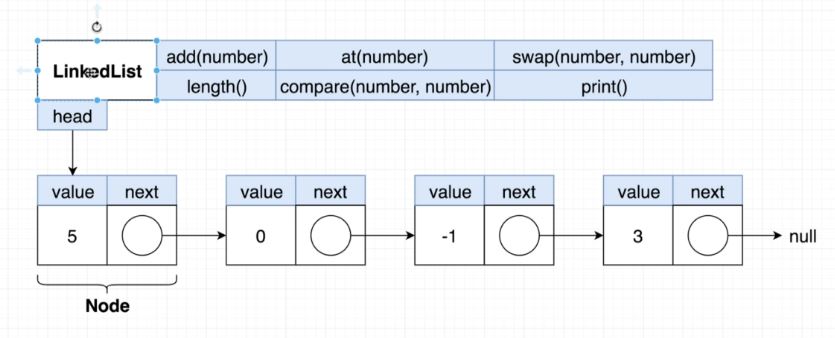 LinkedList
add(number) at(number) swap(number, number)
length() compare(number, number) print()
head
value next value next value next value next
5 0 -1 3 null
Node